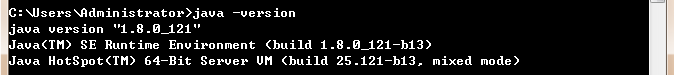 C:\Users\Administrator>java -version
java version "1.8.0_121"
Java(TM) SE Runtime Environment (build 1.8.0_121-b13)
Java HotSpot(TM) 64-Bit Server VM (build 25.121-b13, mixed mode)